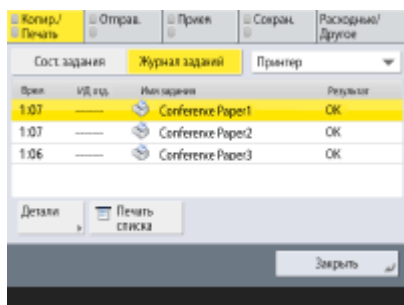 Копир./ Печать
Отправ.
Прием
Сохран.
Расходные/ Другое
Сост. задания
Журнал заданий
Принтер
Время
УД отд.
Имя задания
Результат
1:07 -------- Conference Paper1 OK
1:07 -------- Conference Paper2 OK
1:06 -------- Conference Paper3 OK
Детали
Печать
списка
Закрыть